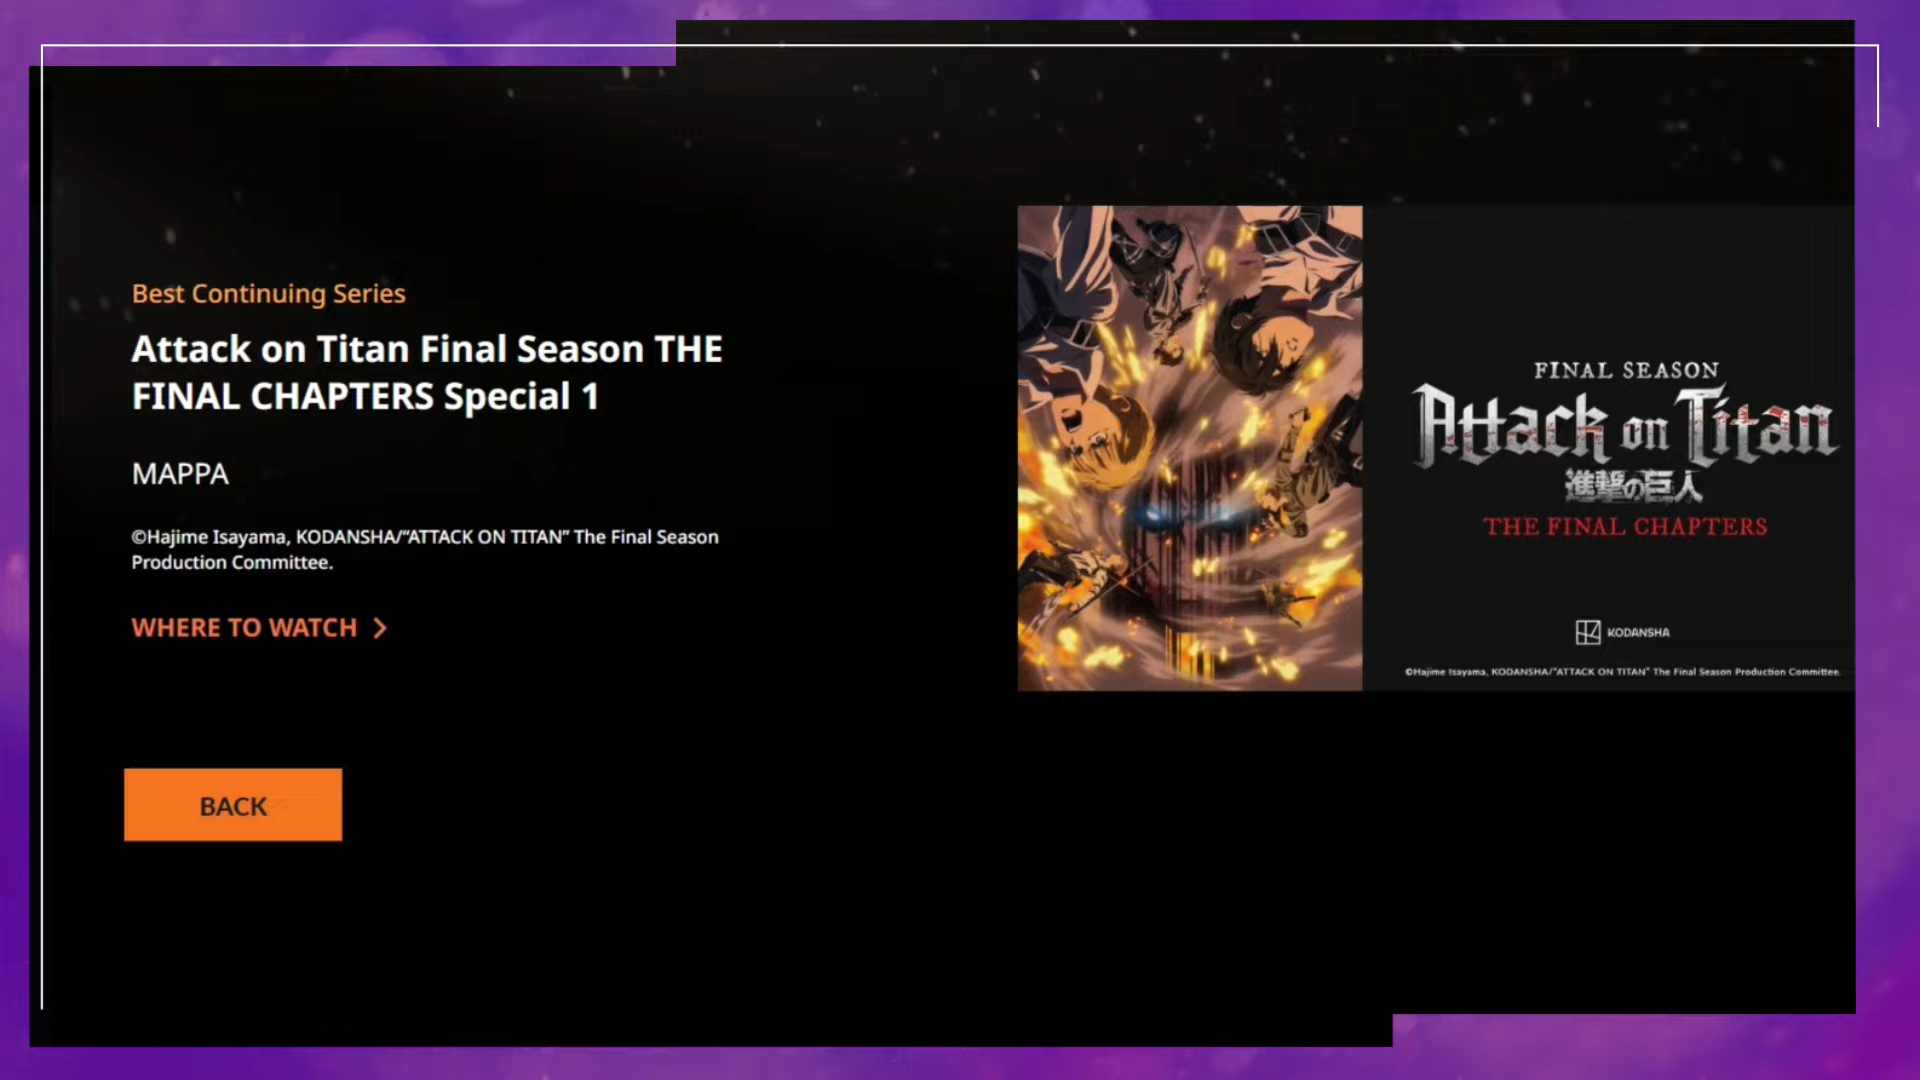 Best Continuing Series
Attack on Titan Final Season THE
FINAL CHAPTERS Special 1
MAPPA
©Hajime Isayama, KODANSHA/“ATTACK ON TITAN” The Final Season
Production Committee.
WHERE TO WATCH
BACK
FINAL SEASON
Attack on Titan
進撃の巨人
THE FINAL CHAPTERS
KODANSHA
©Hajime Isayama, KODANSHA/"ATTACK ON TITAN" The Final Season Production Committee.